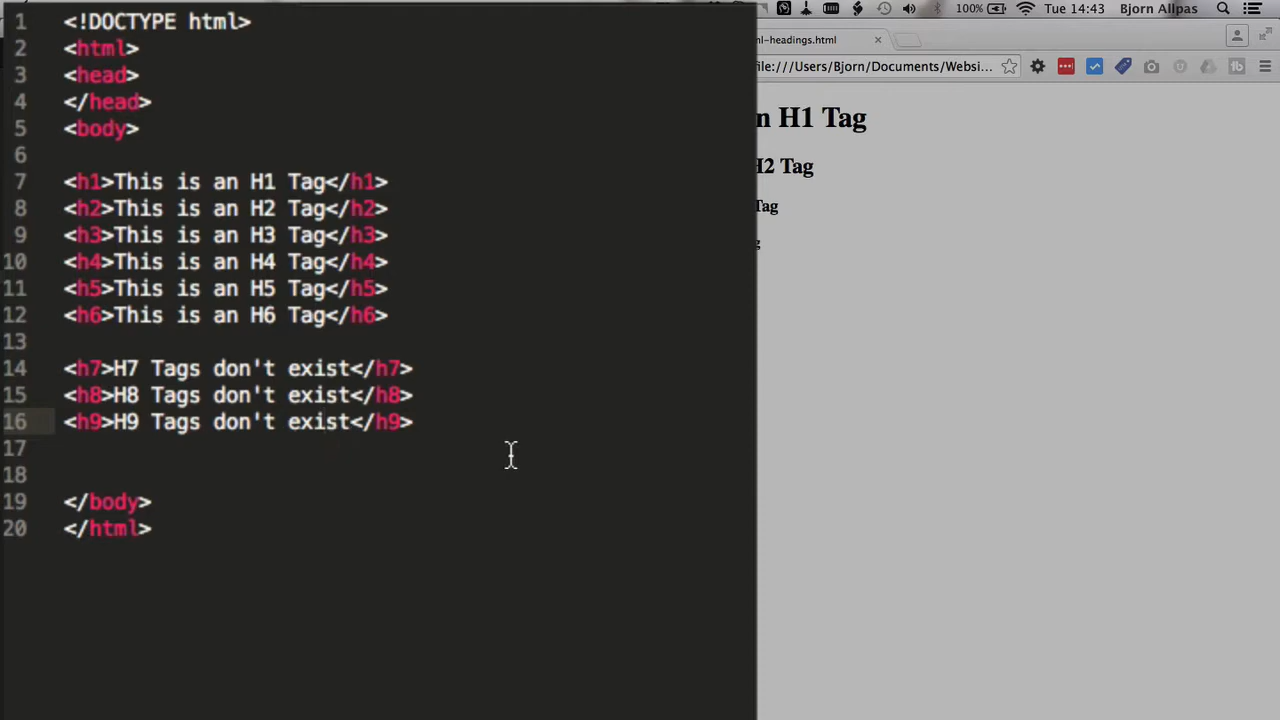 1 <!DOCTYPE html>
2 <html>
3 <head>
4 </head>
5 <body>
6
7 <h1>This is an H1 Tag</h1>
8 <h2>This is an H2 Tag</h2>
9 <h3>This is an H3 Tag</h3>
10 <h4>This is an H4 Tag</h4>
11 <h5>This is an H5 Tag</h5>
12 <h6>This is an H6 Tag</h6>
13
14 <h7>H7 Tags don't exist</h7>
15 <h8>H8 Tags don't exist</h8>
16 <h9>H9 Tags don't exist</h9>
17
18
19 </body>
20 </html>
100% Tue 14:43 Bjorn Allpas
ml-headings.html
file:///Users/Bjorn/Documents/Websi...
n H1 Tag
H2 Tag
Tag
g